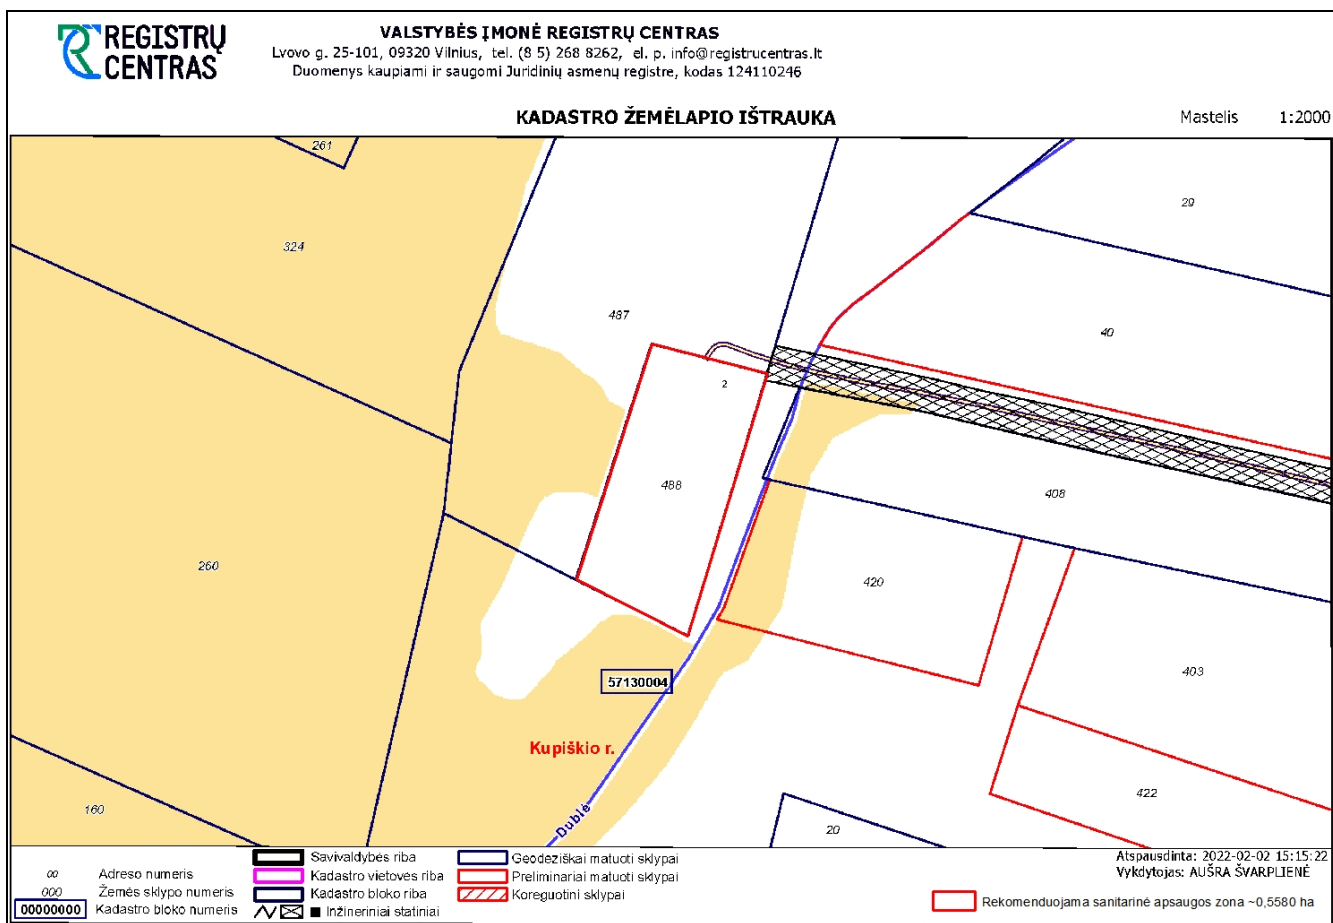 REGISTRŲ
CENTRAS
VALSTYBĖS ĮMONĖ REGISTRŲ CENTRAS
Lvovo g. 25-101, 09320 Vilnius, tel. (8 5) 268 8262, el. p. info@registrucentras.lt
Duomenys kaupiami ir saugomi Juridinių asmenų registre, kodas 124110246
KADASTRO ŽEMĖLAPIO IŠTRAUKA
Mastelis 1:2000
261
29
324
487
40
2
488
408
260
420
403
57130004
Kupiškio r.
422
160
Dublė
20
00 Adreso numeris
000 Žemės sklypo numeris
00000000 Kadastro bloko numeris
Savivaldybės riba
Kadastro vietovės riba
Kadastro bloko riba
Inžineriniai statiniai
Geodeziškai matuoti sklypai
Preliminariai matuoti sklypai
Koreguotini sklypai
Atspausdinta: 2022-02-02 15:15:22
Vykdytojas: AUŠRA ŠVARPLIENĖ
Rekomenduojama sanitarinė apsaugos zona ~0,5580 ha